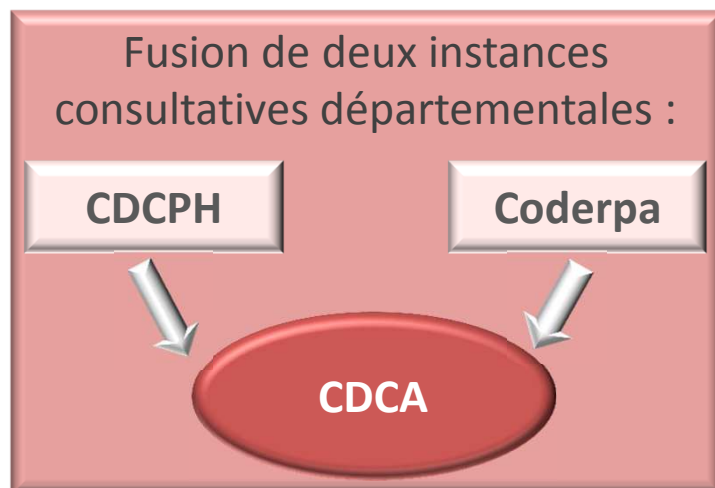 Fusion de deux instances
consultatives départementales :
CDCPH
Coderpa
CDCA